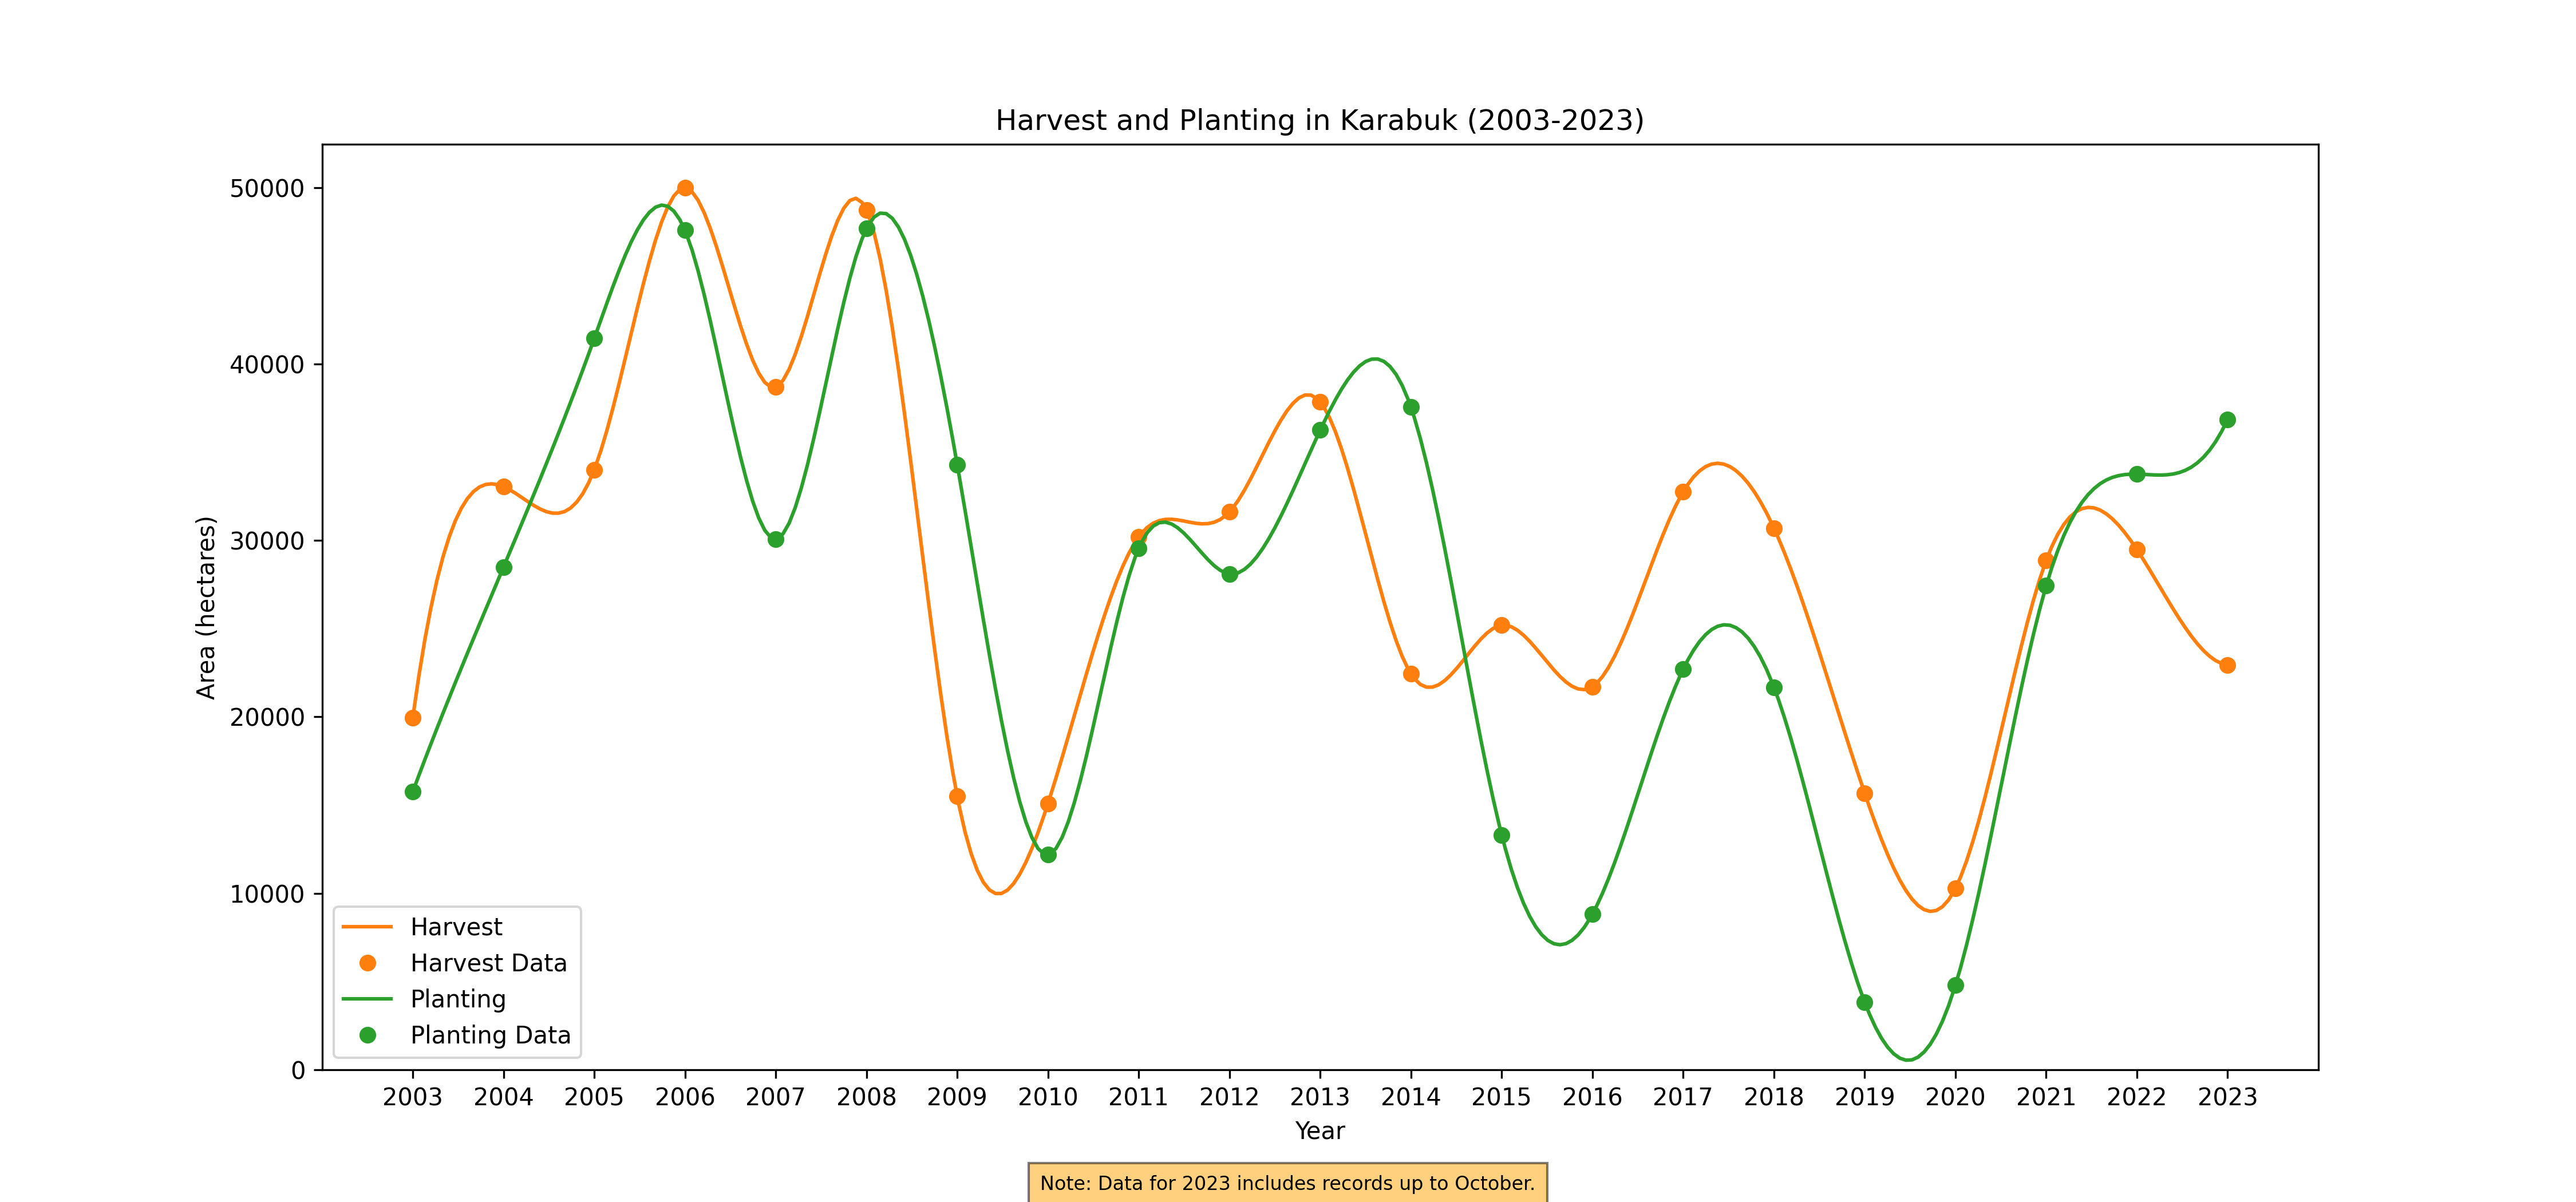 Harvest and Planting in Karabuk (2003-2023)
50000
40000
30000
20000
10000
0
Area (hectares)
Harvest
Harvest Data
Planting
Planting Data
2003 2004 2005 2006 2007 2008 2009 2010 2011 2012 2013 2014 2015 2016 2017 2018 2019 2020 2021 2022 2023
Year
Note: Data for 2023 includes records up to October.